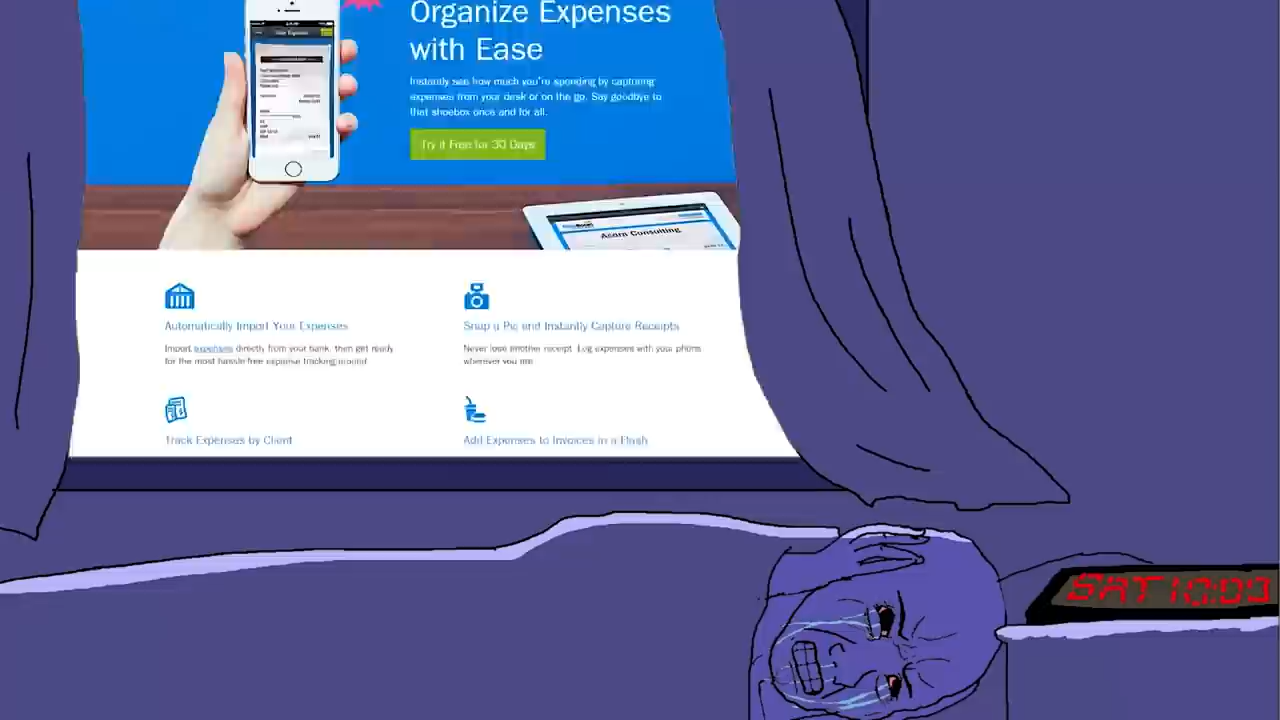 Organize Expenses
with Ease
Instantly see how much you're spending by capturing
expenses from your desk or on the go. Say goodbye to
that shoebox once and for all.
Try it Free for 30 Days
Acorn Consulting
Automatically Import Your Expenses
Snap a Pic and Instantly Capture Receipts
Import expenses directly from your bank, then get ready
for the most hassle free expense tracking around
Never lose another receipt. Log expenses with your phone
wherever you are
Track Expenses by Client
Add Expenses to Invoices in a Flash
SAT 10:03